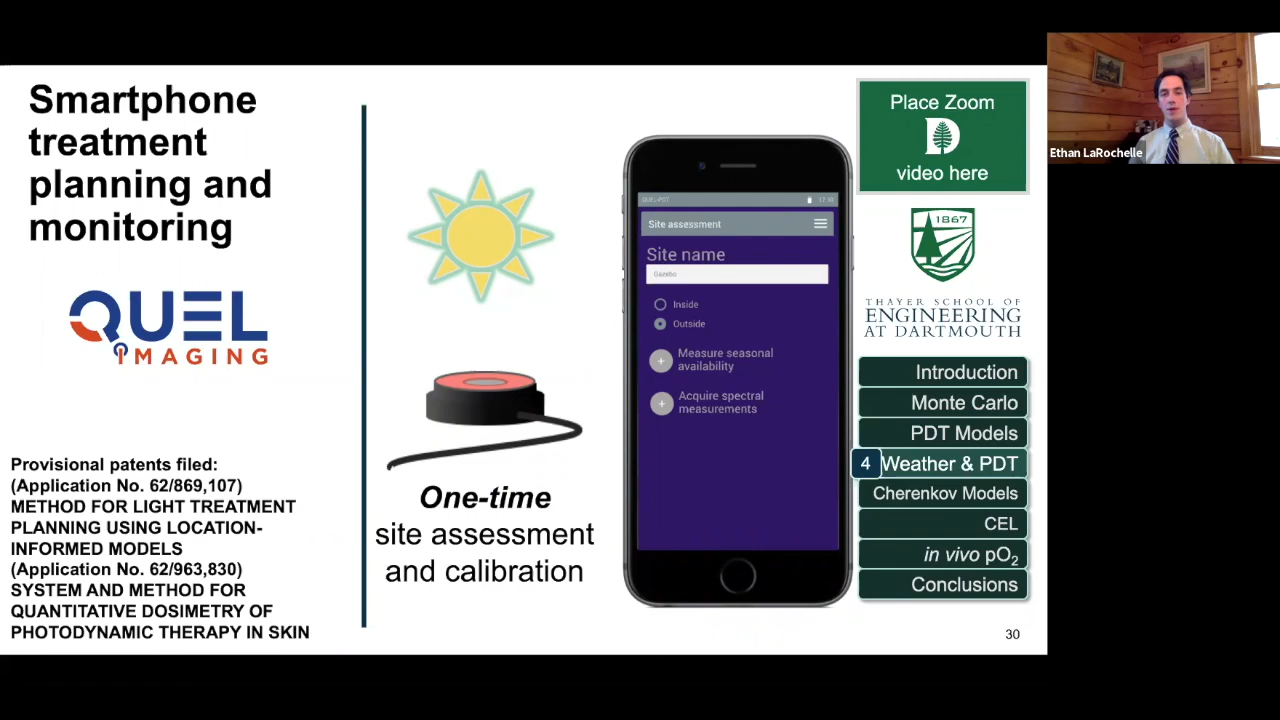 Smartphone
treatment
planning and
monitoring
QUEL
IMAGING
Provisional patents filed:
(Application No. 62/869,107)
METHOD FOR LIGHT TREATMENT
PLANNING USING LOCATION-
INFORMED MODELS
(Application No. 62/963,830)
SYSTEM AND METHOD FOR
QUANTITATIVE DOSIMETRY OF
PHOTODYNAMIC THERAPY IN SKIN
One-time
site assessment
and calibration
QUEL-PDT
Site assessment
Site name
Gazebo
Inside
Outside
Measure seasonal
availability
Acquire spectral
measurements
Place Zoom
D
video here
1867
THAYER SCHOOL OF
ENGINEERING
AT DARTMOUTH
Introduction
Monte Carlo
PDT Models
4 Weather & PDT
Cherenkov Models
CEL
in vivo pO₂
Conclusions
30
Ethan LaRochelle